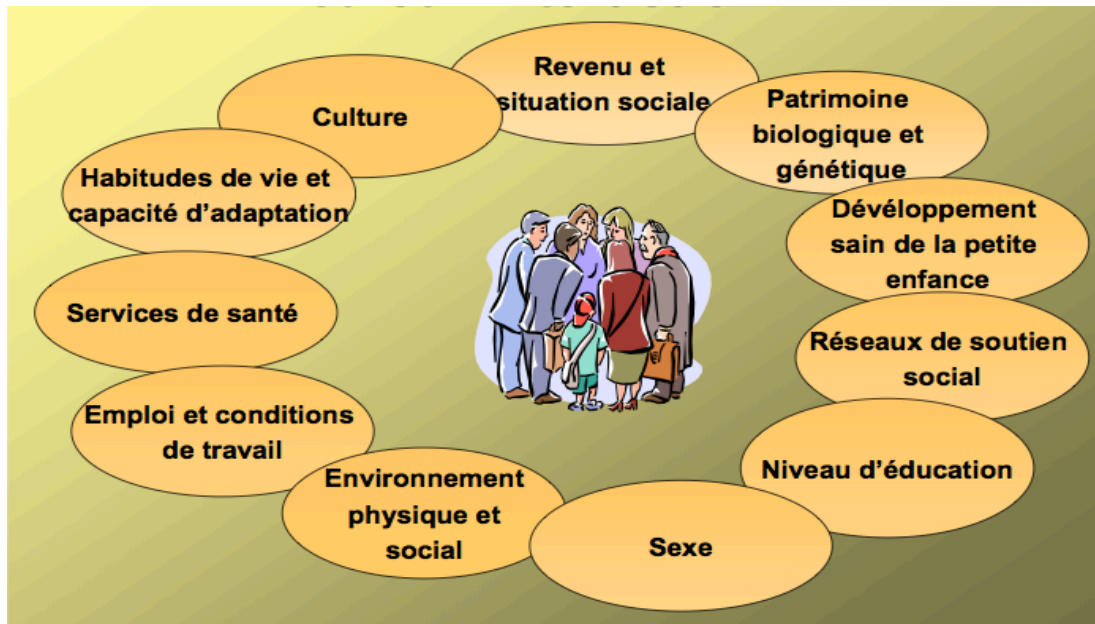 Revenu et
situation sociale
Patrimoine
biologique et
génétique
Dévéloppement
sain de la petite
enfance
Réseaux de soutien
social
Niveau d’éducation
Sexe
Environnement
physique et
social
Emploi et conditions
de travail
Services de santé
Habitudes de vie et
capacité d’adaptation
Culture